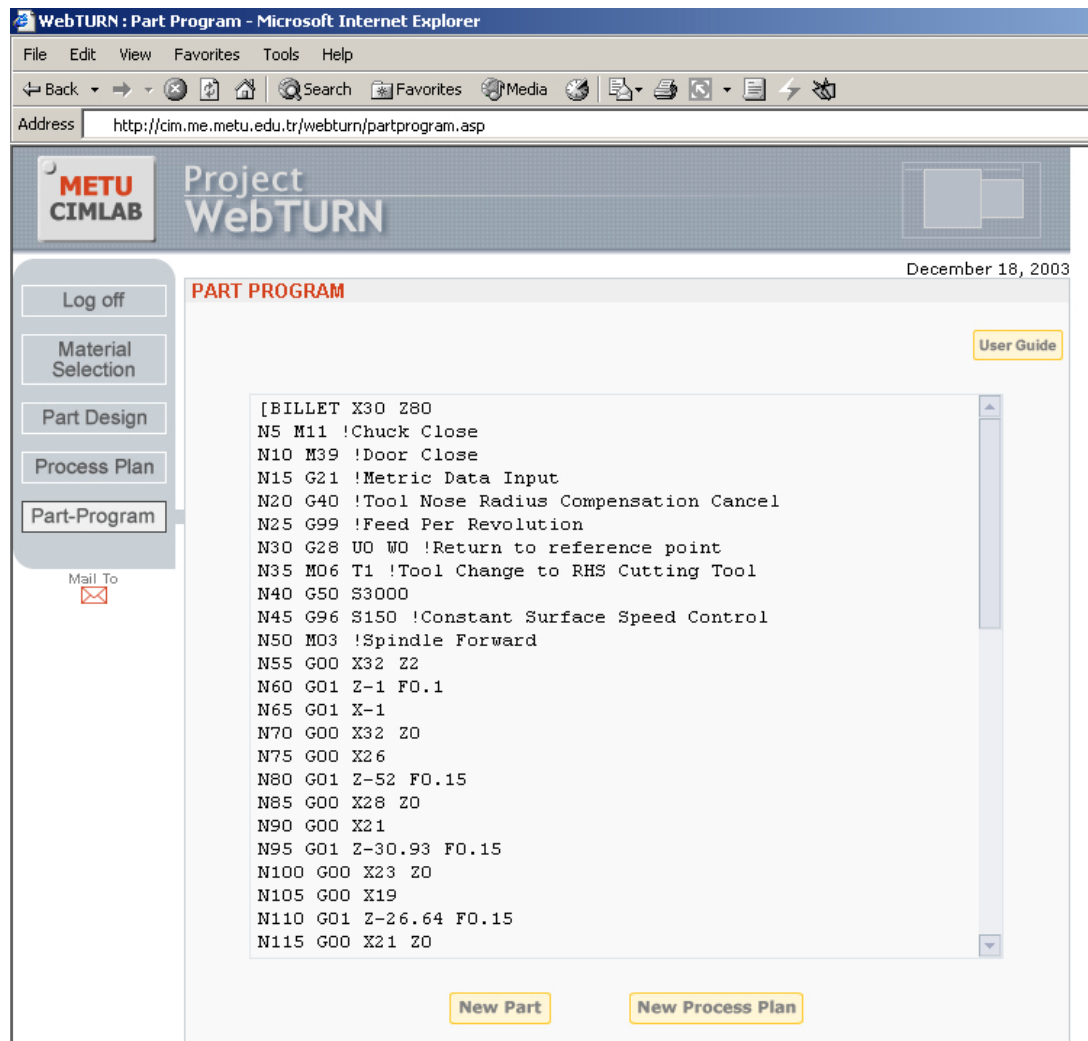 WebTURN : Part Program - Microsoft Internet Explorer
File Edit View Favorites Tools Help
Back Search Favorites Media
Address http://cim.me.metu.edu.tr/webturn/partprogram.asp
METU
CIMLAB
Project
WebTURN
December 18, 2003
Log off
Material
Selection
Part Design
Process Plan
Part-Program
Mail To
PART PROGRAM
User Guide
[BILLET X30 Z80
N5 M11 !Chuck Close
N10 M39 !Door Close
N15 G21 !Metric Data Input
N20 G40 !Tool Nose Radius Compensation Cancel
N25 G99 !Feed Per Revolution
N30 G28 U0 W0 !Return to reference point
N35 M06 T1 !Tool Change to RHS Cutting Tool
N40 G50 S3000
N45 G96 S150 !Constant Surface Speed Control
N50 M03 !Spindle Forward
N55 G00 X32 Z2
N60 G01 Z-1 F0.1
N65 G01 X-1
N70 G00 X32 Z0
N75 G00 X26
N80 G01 Z-52 F0.15
N85 G00 X28 Z0
N90 G00 X21
N95 G01 Z-30.93 F0.15
N100 G00 X23 Z0
N105 G00 X19
N110 G01 Z-26.64 F0.15
N115 G00 X21 Z0
New Part
New Process Plan